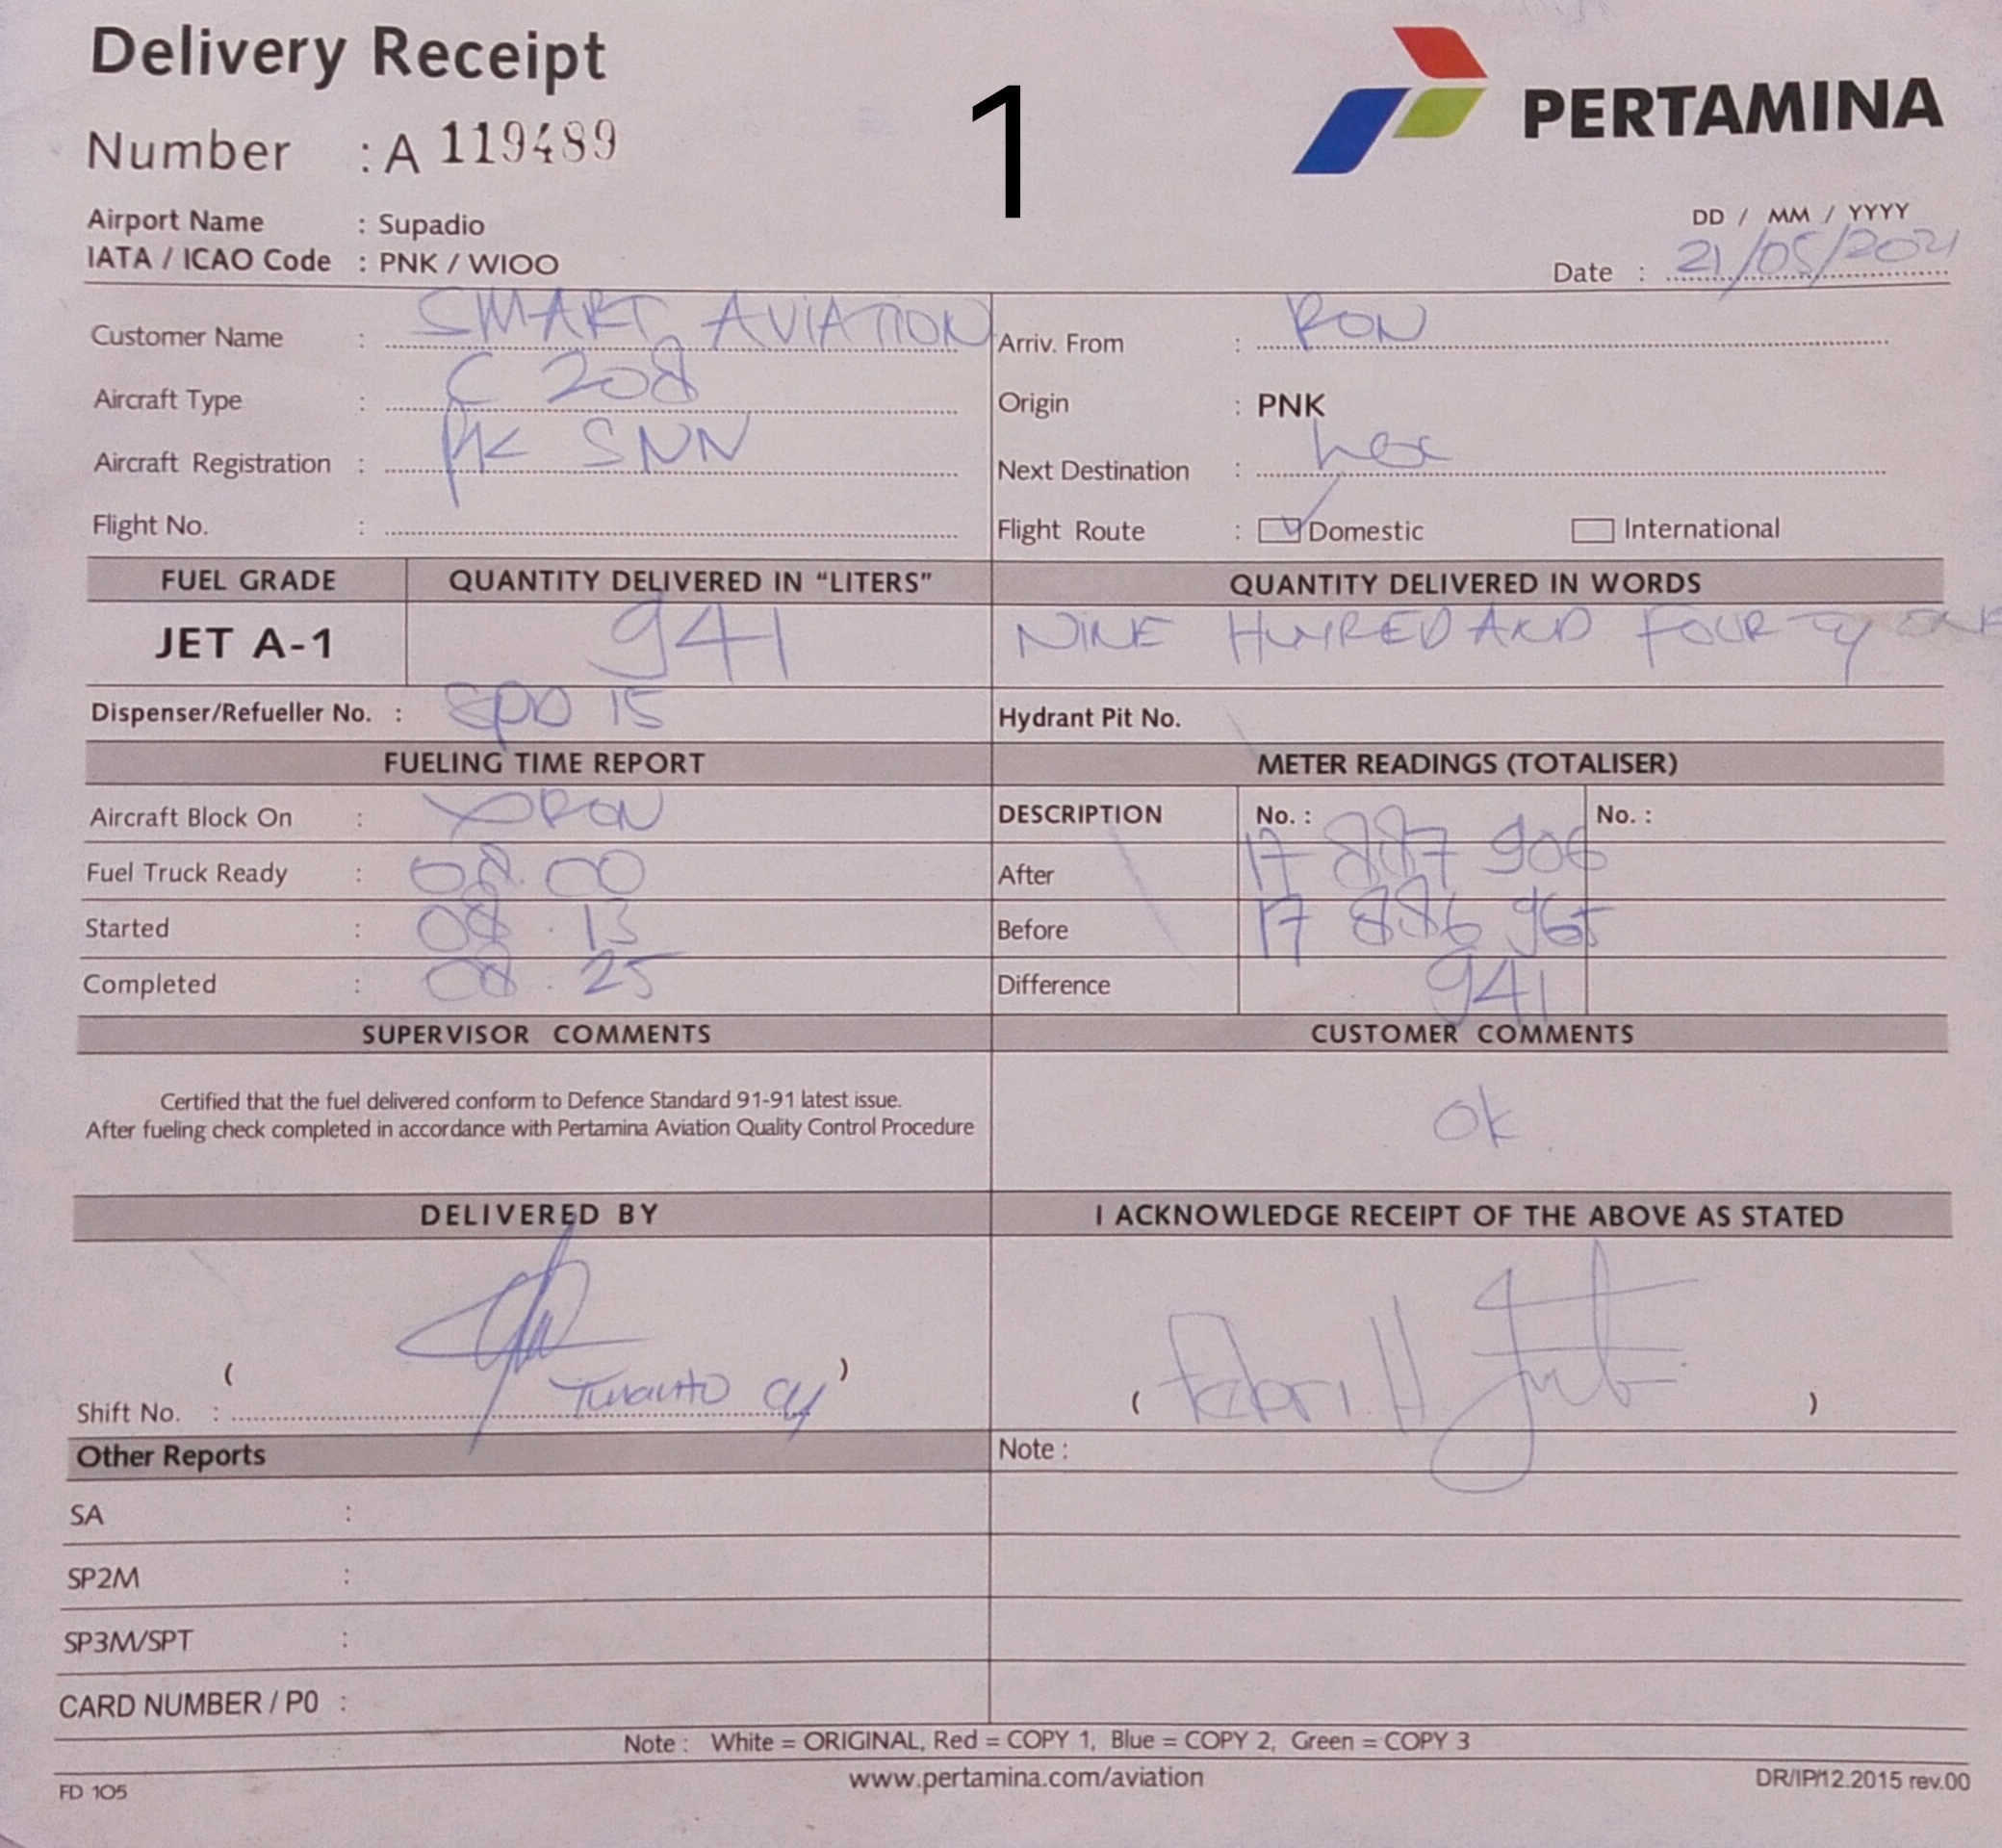 Delivery Receipt
1
PERTAMINA
Number : A 119489
Airport Name : Supadio
IATA / ICAO Code : PNK / WIOO
DD / MM / YYYY
Date : 21/05/2021
Customer Name : SMART AVIATION
Arriv. From : RON
Aircraft Type : C 208
Origin : PNK
Aircraft Registration : PK SNN
Next Destination :
Flight No. :
Flight Route : Domestic International
FUEL GRADE QUANTITY DELIVERED IN “LITERS” QUANTITY DELIVERED IN WORDS
JET A-1 941 NINE HUNRED AND FOURTY ONE
Dispenser/Refueller No. : SPD 15
Hydrant Pit No.
FUELING TIME REPORT METER READINGS (TOTALISER)
Aircraft Block On : RON
DESCRIPTION No. : No. :
Fuel Truck Ready : 08.00
After 17 887 906
Started : 08.13
Before 17 886 965
Completed : 08.25
Difference 941
SUPERVISOR COMMENTS CUSTOMER COMMENTS
Certified that the fuel delivered conform to Defence Standard 91-91 latest issue.
After fueling check completed in accordance with Pertamina Aviation Quality Control Procedure
Ok
DELIVERED BY I ACKNOWLEDGE RECEIPT OF THE ABOVE AS STATED
( )
( Febri.H )
Shift No. :
Other Reports
Note :
SA :
SP2M :
SP3M/SPT :
CARD NUMBER / P0 :
Note : White = ORIGINAL, Red = COPY 1, Blue = COPY 2, Green = COPY 3
www.pertamina.com/aviation
FD 105
DR/IP/12.2015 rev.00